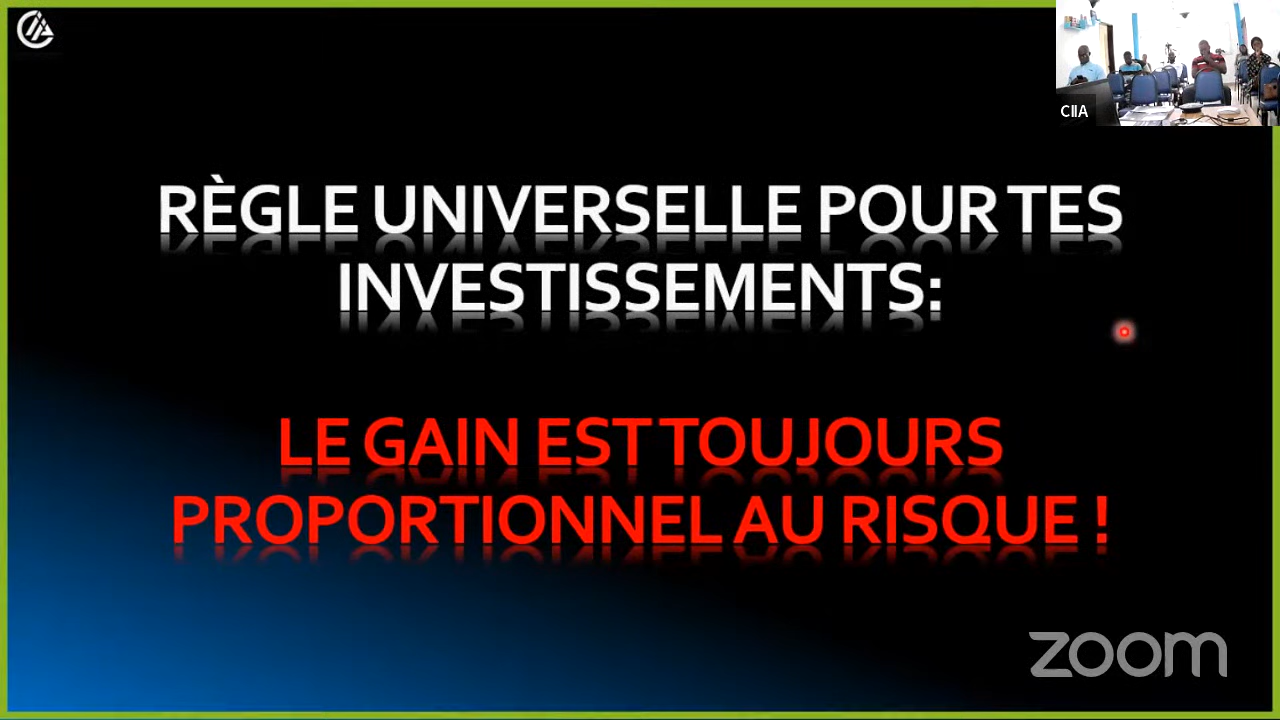 CIIA
RÈGLE UNIVERSELLE POUR TES
INVESTISSEMENTS:
LE GAIN EST TOUJOURS
PROPORTIONNEL AU RISQUE !
zoom